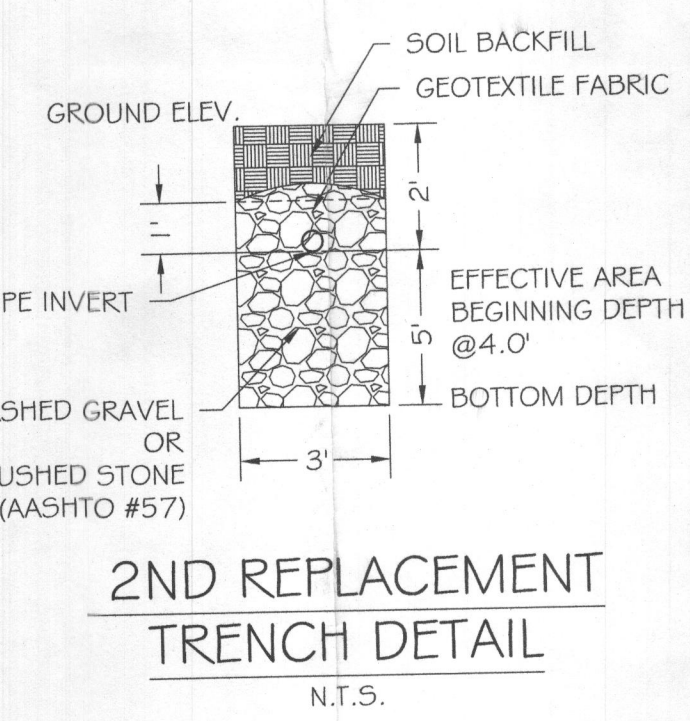 SOIL BACKFILL
GEOTEXTILE FABRIC
GROUND ELEV.
2'
1'
PE INVERT
EFFECTIVE AREA
BEGINNING DEPTH
@4.0'
5'
BOTTOM DEPTH
SHED GRAVEL
OR
USHED STONE
(AASHTO #57)
3'
2ND REPLACEMENT
TRENCH DETAIL
N.T.S.